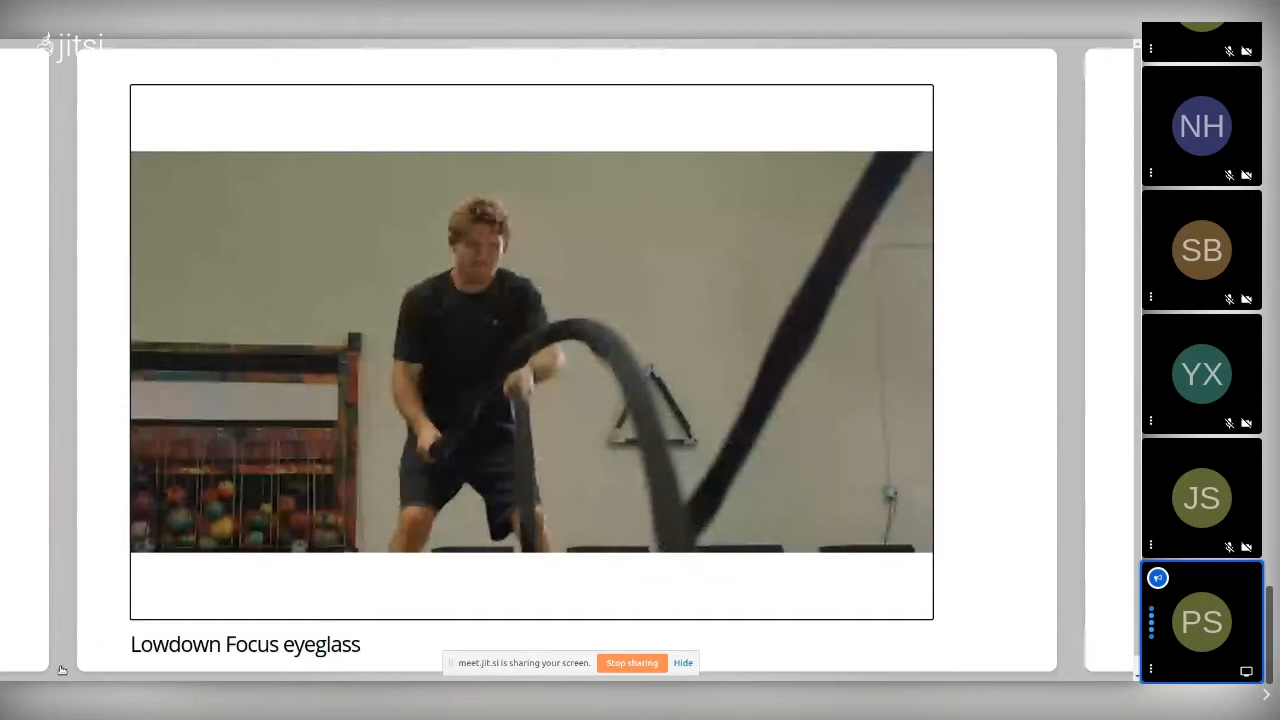 jitsi
NH
SB
YX
JS
PS
Lowdown Focus eyeglass
meet.jit.si is sharing your screen.
Stop sharing
Hide